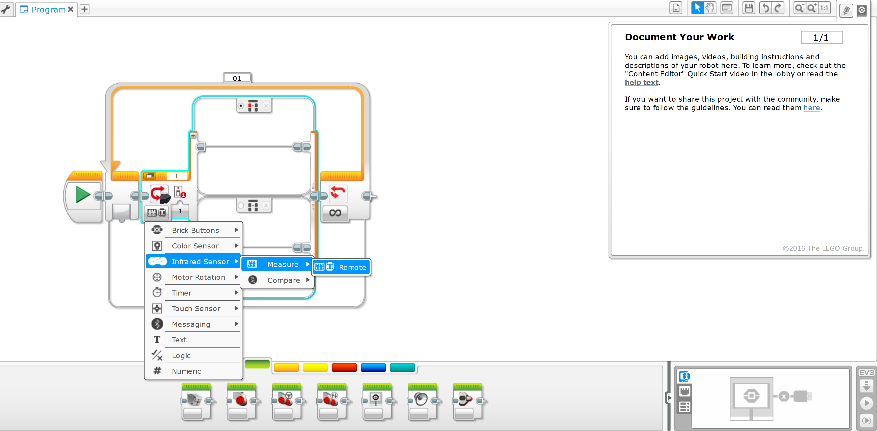 Program
01
1
1
Brick Buttons
Color Sensor
Infrared Sensor
Measure
Remote
Motor Rotation
Compare
Timer
Touch Sensor
Messaging
Text
Logic
Numeric
Document Your Work
1/1
You can add images, videos, building instructions and
descriptions of your robot here. To learn more, check out the
"Content Editor" Quick Start video in the lobby or read the
help text.
If you want to share this project with the community, make
sure to follow the guidelines. You can read them here.
©2016 The LEGO Group.
EV3